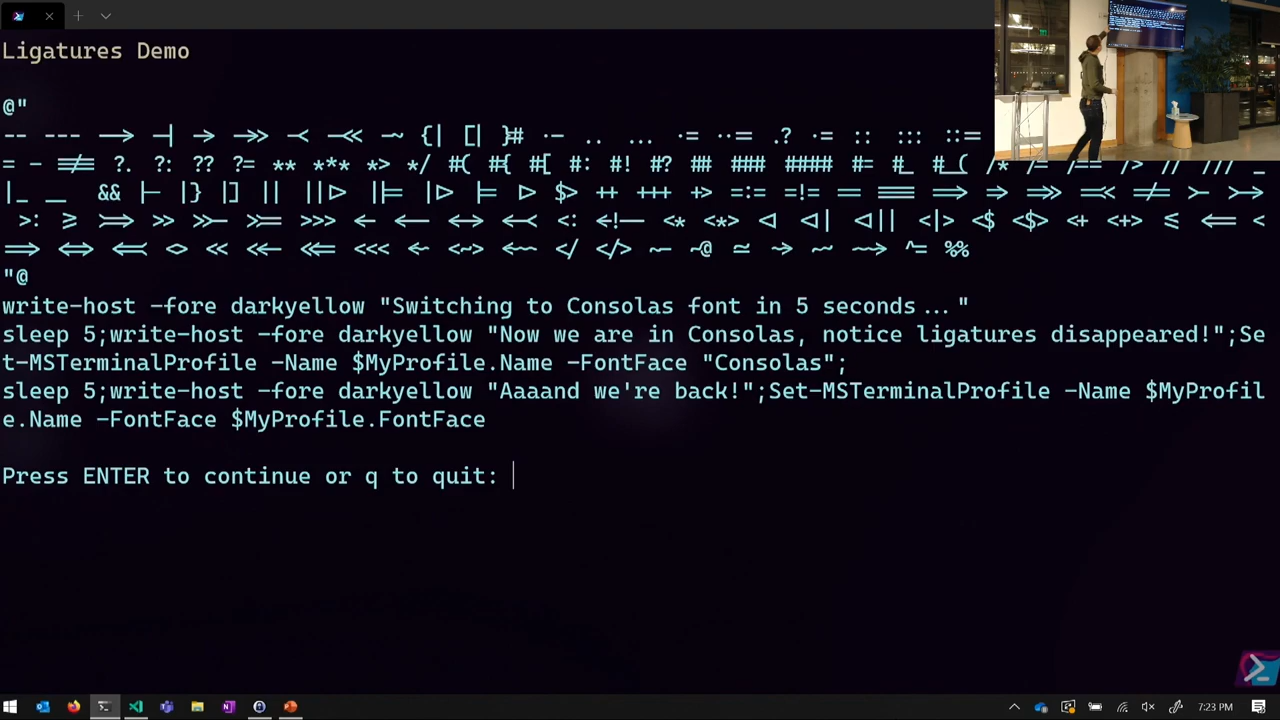 Ligatures Demo
@"
-- --- --> -| -> ->> -< -<< -~ {| [| ]# .- .. ... .= ..= .? .= :: ::: ::=
= - =/= ?. ?: ?? ?= ** *** *> */ #( #{ #[ #: #! #? ## ### #### #= #_ #_( /* /= /== /> // /// _
|_ __ && |- |} |] || ||> ||= |> |= |> $> ++ +++ +> =:= =!= == === ==> => =>> =<< =/= >- >->
>: >= >=> >> >>- >>= >>> <- <-- <-> <-< <: <!-- <* <*> <| <| <|| <|> <$ <$> <+ <+> <= <== <
==> <=> <=< <> << <<- <<= <<< <~ <~> <~~ </ </> ~- ~@ ~= ~> ~~ ~~> ^= %%
"@
write-host -fore darkyellow "Switching to Consolas font in 5 seconds..."
sleep 5;write-host -fore darkyellow "Now we are in Consolas, notice ligatures disappeared!";Se
t-MSTerminalProfile -Name $MyProfile.Name -FontFace "Consolas";
sleep 5;write-host -fore darkyellow "Aaaand we're back!";Set-MSTerminalProfile -Name $MyProfil
e.Name -FontFace $MyProfile.FontFace
Press ENTER to continue or q to quit:
7:23 PM